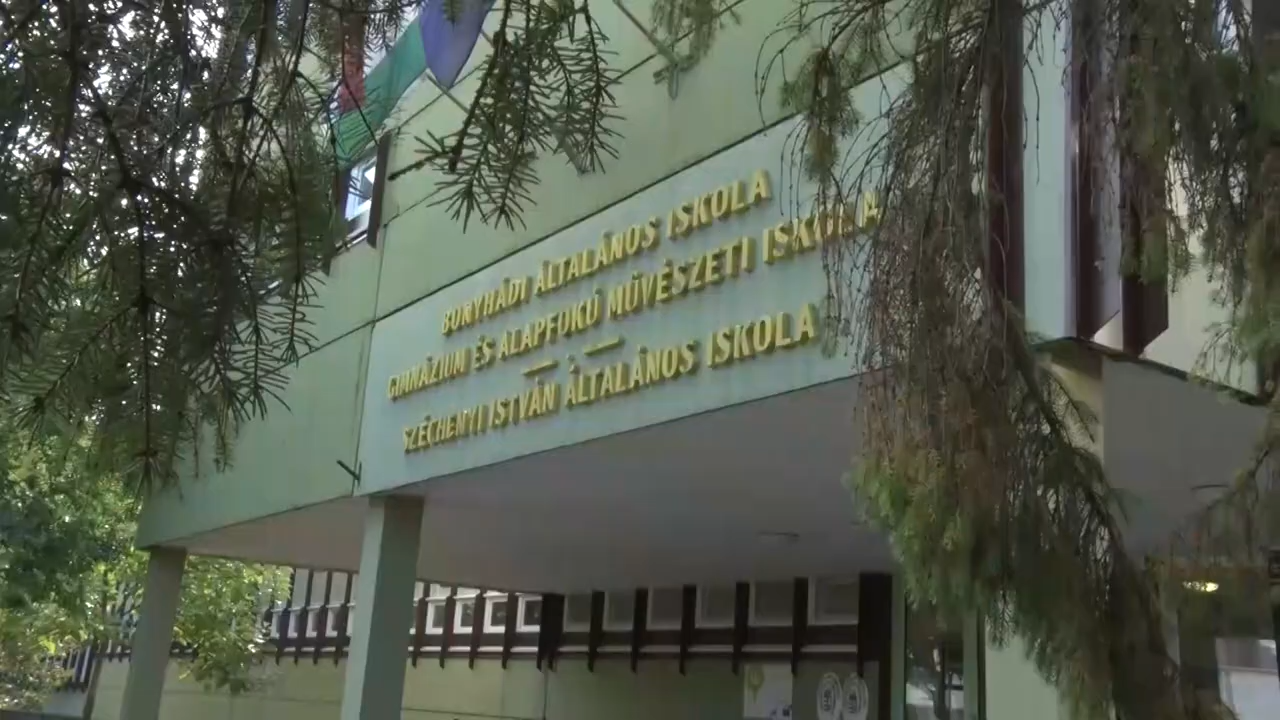 BONYHÁDI ÁLTALÁNOS ISKOLA
GIMNÁZIUM ÉS ALAPFOKÚ MŰVÉSZETI ISKOLA
SZÉCHENYI ISTVÁN ÁLTALÁNOS ISKOLA